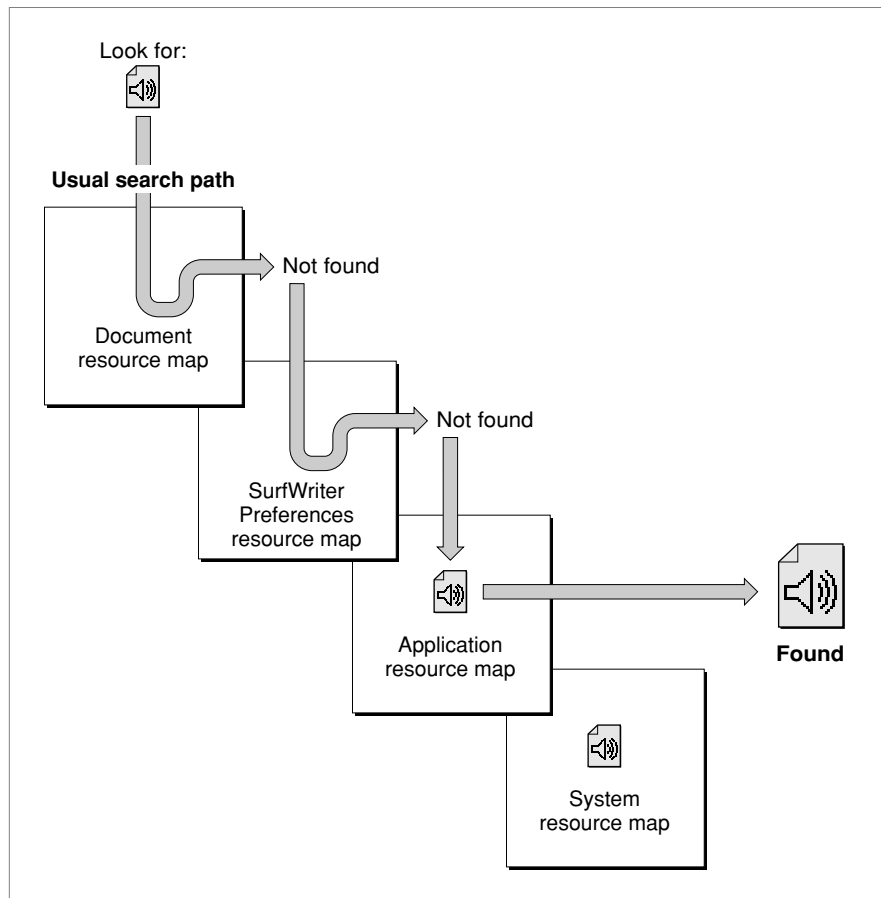 Look for:
Usual search path
Not found
Document
resource map
Not found
SurfWriter
Preferences
resource map
Application
resource map
Found
System
resource map